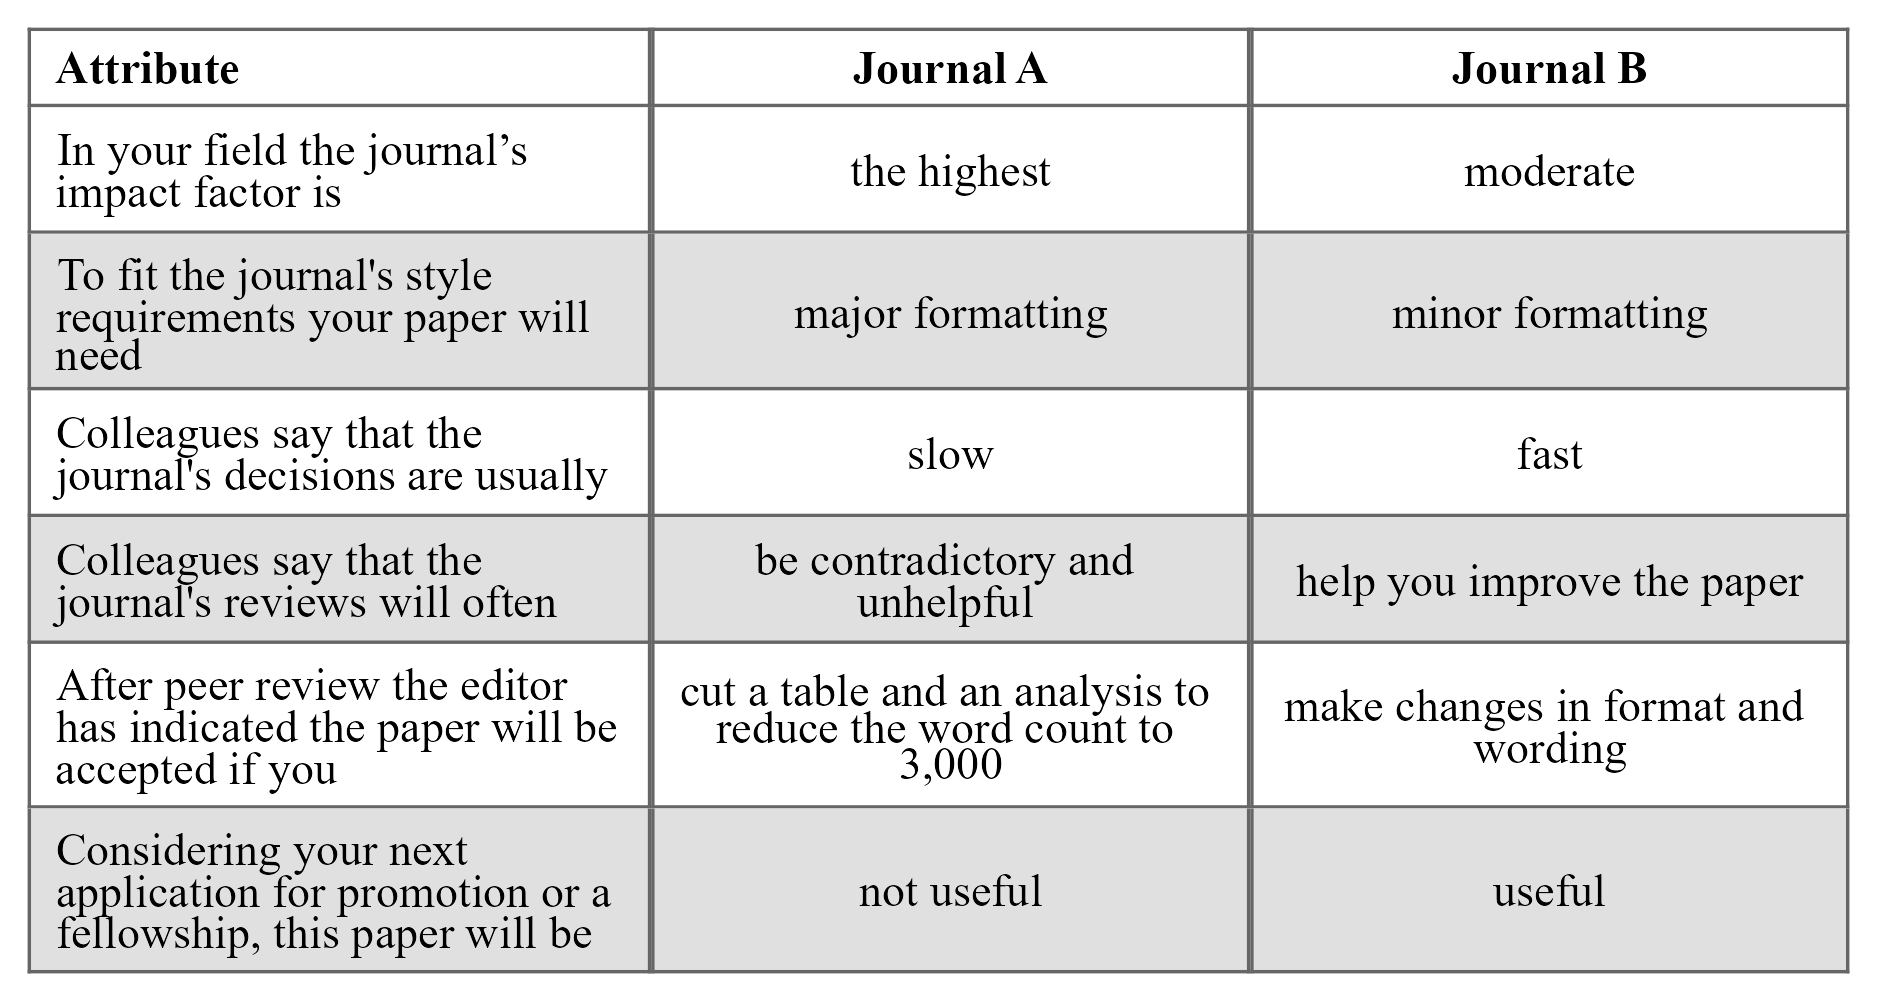 Attribute
Journal A
Journal B
In your field the journal’s
impact factor is
the highest
moderate
To fit the journal's style
requirements your paper will
need
major formatting
minor formatting
Colleagues say that the
journal's decisions are usually
slow
fast
Colleagues say that the
journal's reviews will often
be contradictory and
unhelpful
help you improve the paper
After peer review the editor
has indicated the paper will be
accepted if you
cut a table and an analysis to
reduce the word count to
3,000
make changes in format and
wording
Considering your next
application for promotion or a
fellowship, this paper will be
not useful
useful